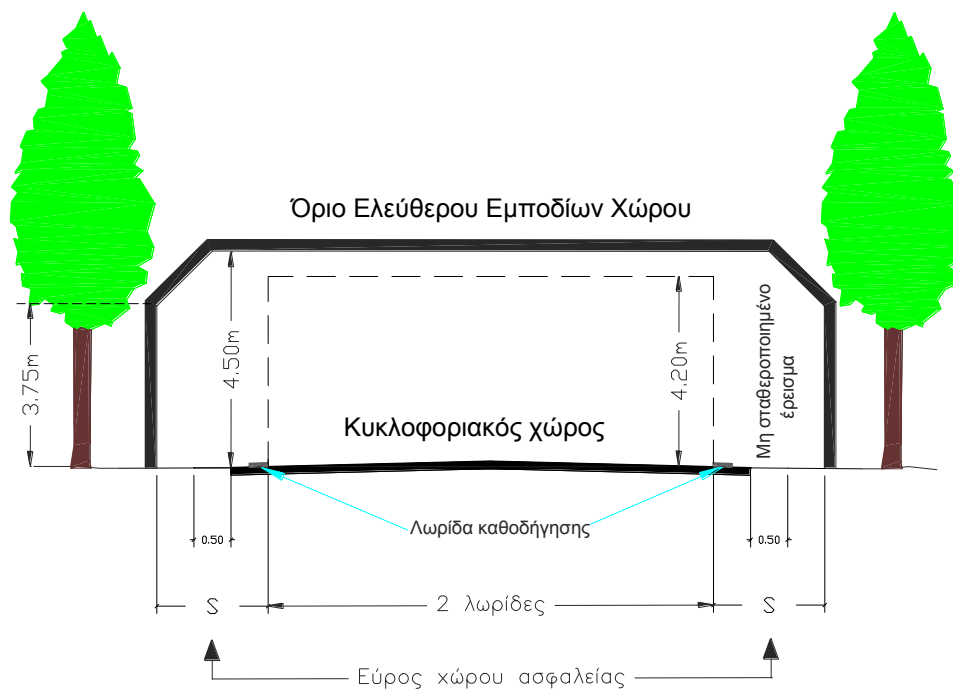 Όριο Ελεύθερου Εμποδίων Χώρου
3.75m
4.50m
4.20m
Μη σταθεροποιημένο
έρεισμα
Κυκλοφοριακός χώρος
Λωρίδα καθοδήγησης
0.50
0.50
S
2 λωρίδες
S
Εύρος χώρου ασφαλείας